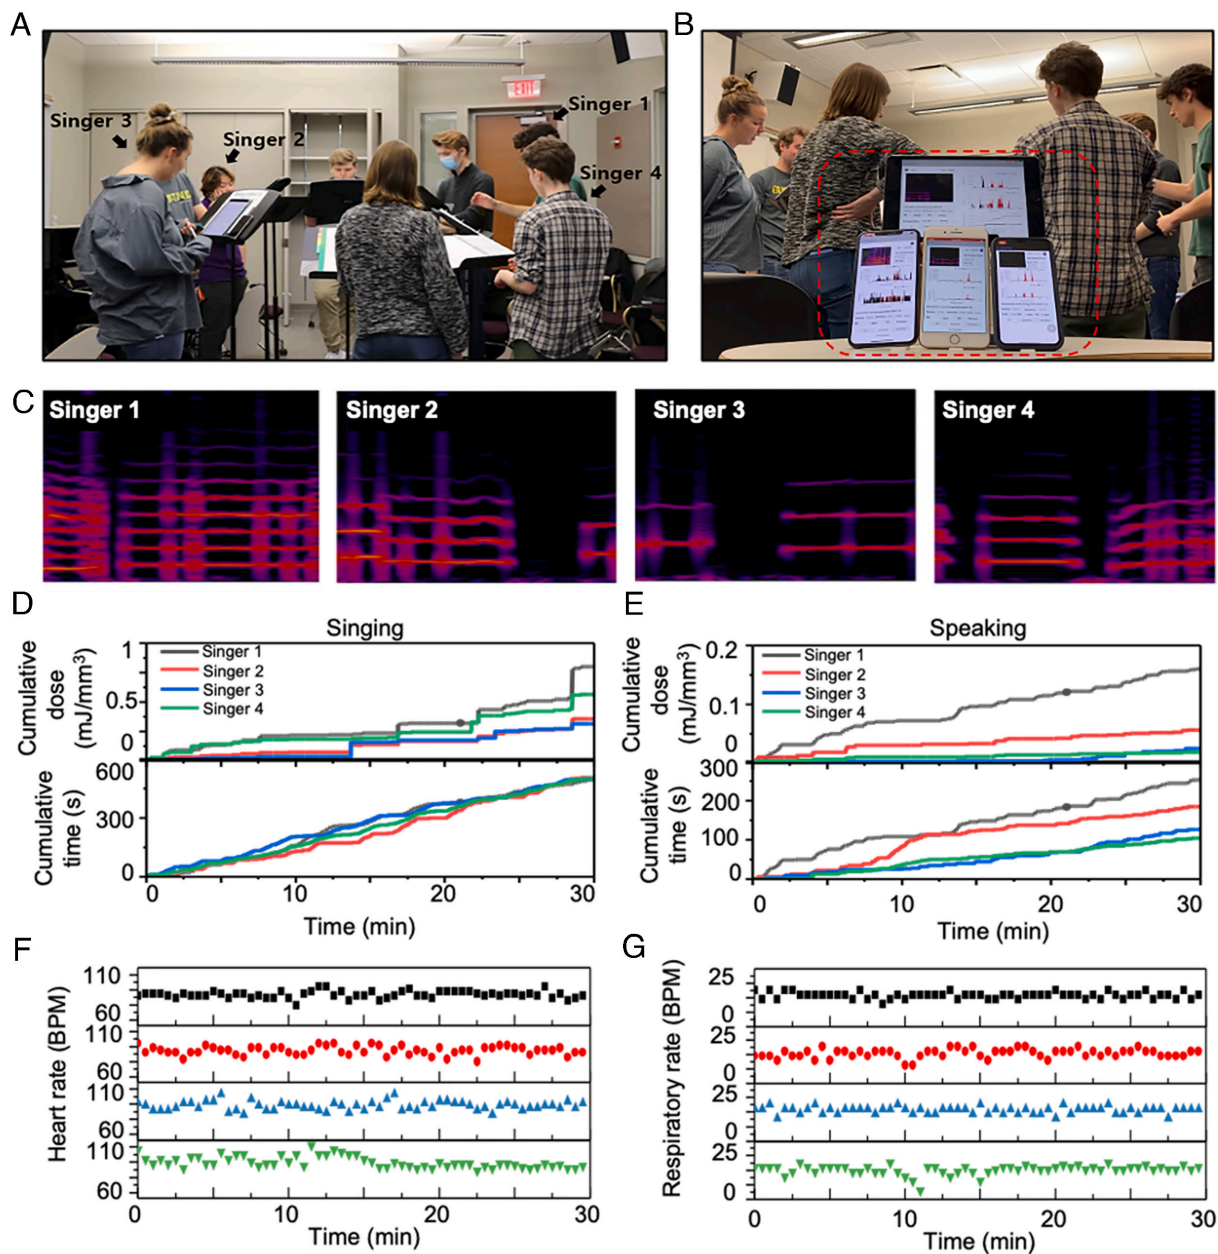 A
B
EXIT
Singer 1
Singer 3
Singer 2
Singer 4
C
Singer 1
Singer 2
Singer 3
Singer 4
D
Singing
Cumulative dose (mJ/mm³)
1
0.5
0
Singer 1
Singer 2
Singer 3
Singer 4
Cumulative time (s)
600
300
0
0 10 20 30
Time (min)
E
Speaking
Cumulative dose (mJ/mm³)
0.2
0.1
0
Singer 1
Singer 2
Singer 3
Singer 4
Cumulative time (s)
300
200
100
0
0 10 20 30
Time (min)
F
Heart rate (BPM)
110
60
110
60
110
60
110
60
0 10 20 30
Time (min)
G
Respiratory rate (BPM)
25
0
25
0
25
0
25
0
0 10 20 30
Time (min)